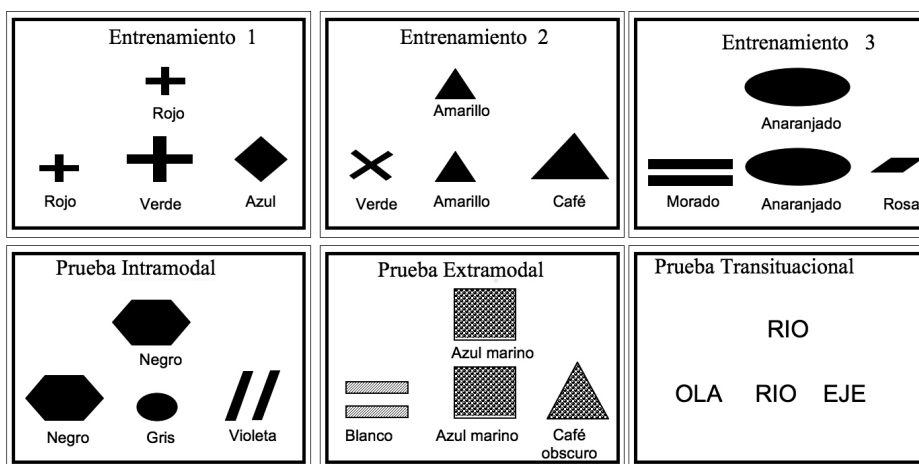 Entrenamiento 1
Rojo
Rojo Verde Azul
Entrenamiento 2
Amarillo
Verde Amarillo Café
Entrenamiento 3
Anaranjado
Morado Anaranjado Rosa
Prueba Intramodal
Negro
Negro Gris Violeta
Prueba Extramodal
Azul marino
Blanco Azul marino Café
obscuro
Prueba Transituacional
RIO
OLA RIO EJE